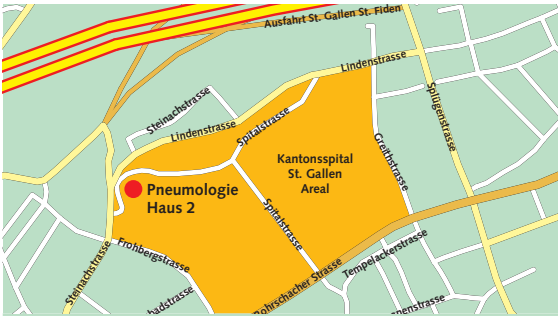 Ausfahrt St. Gallen St. Fiden
Lindenstrasse
Steinachstrasse
Splügenstrasse
Lindenstrasse
Spitalstrasse
Greithstrasse
Kantonsspital
St. Gallen
Areal
Pneumologie
Haus 2
Spitalstrasse
Frohbergstrasse
Steinachstrasse
Tempelackerstrasse
Rohrschacher Strasse